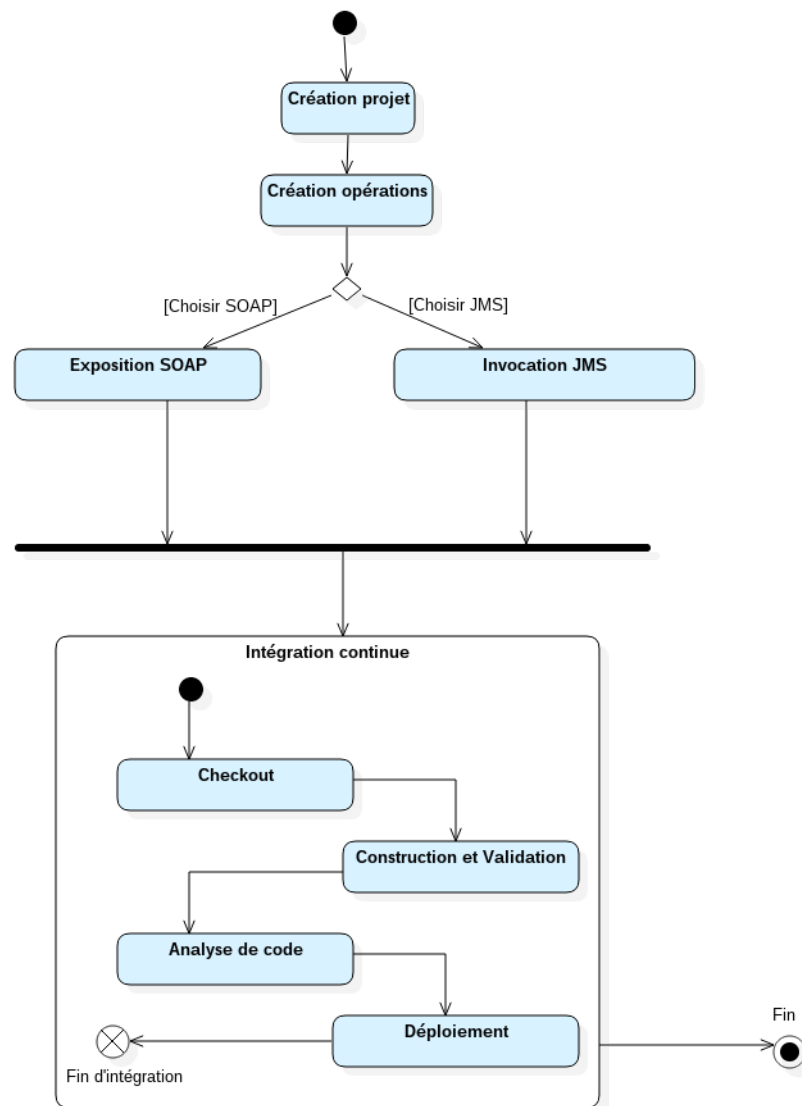 Création projet
Création opérations
[Choisir SOAP]
[Choisir JMS]
Exposition SOAP
Invocation JMS
Intégration continue
Checkout
Construction et Validation
Analyse de code
Déploiement
Fin
Fin d'intégration